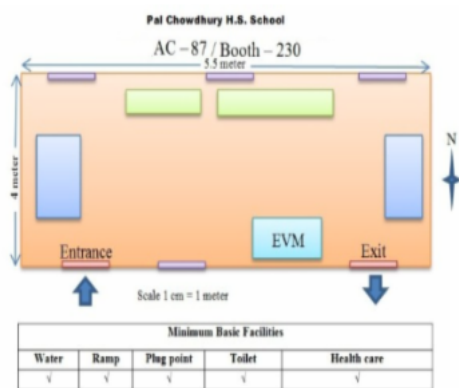 Pal Chowdhury H.S. School
AC – 87 / Booth – 230
5.5 meter
4 meter
N
Entrance
EVM
Exit
Scale 1 cm = 1 meter
Minimum Basic Facilities
Water Ramp Plug point Toilet Health care
√ √ √ √ √